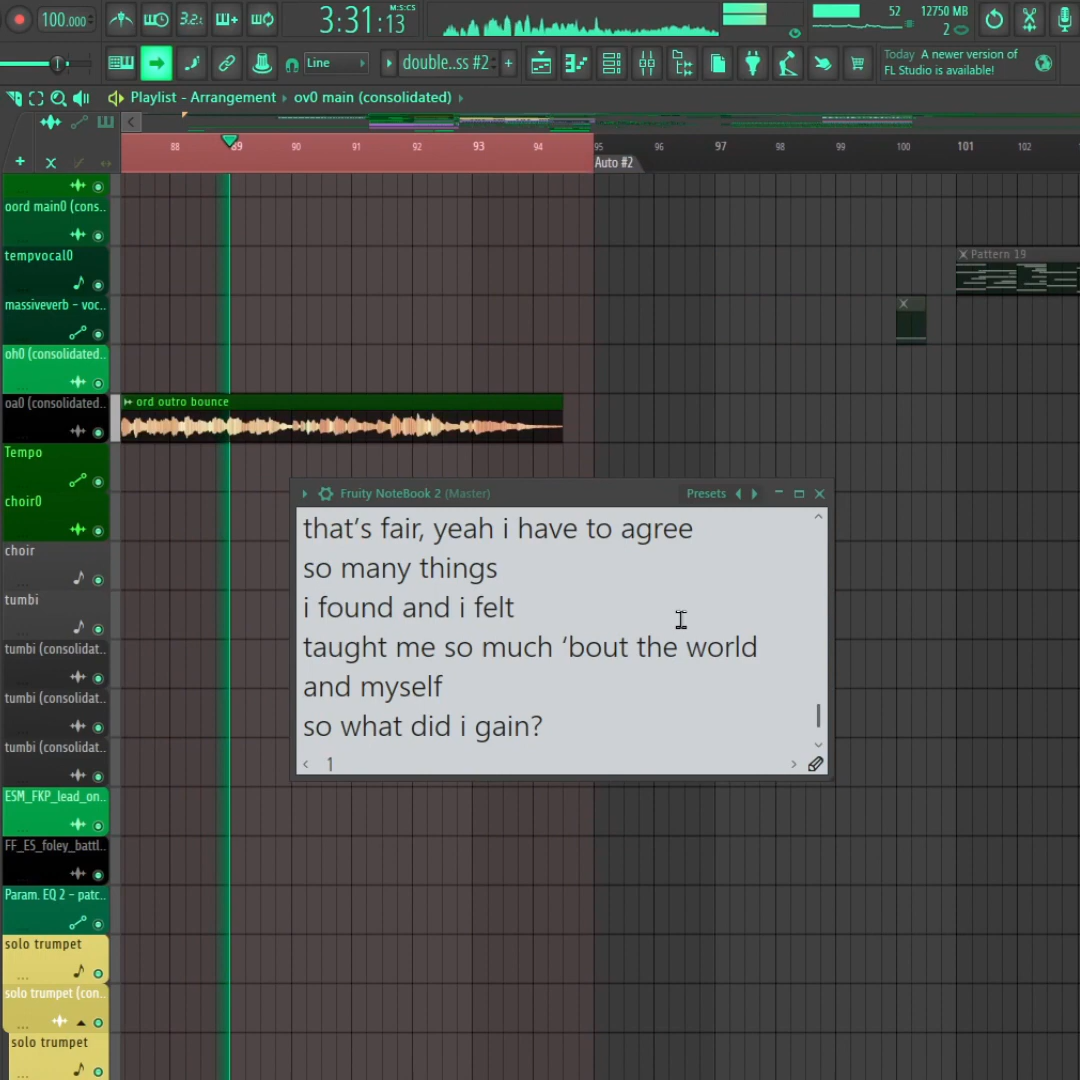 100.000
3.2.
3:31:13
M:S:CS
52
12750 MB
2
Line
double..ss #2
Today A newer version of
FL Studio is available!
Playlist - Arrangement › ov0 main (consolidated) ›
88 89 90 91 92 93 94 95 96 97 98 99 100 101 102
Auto #2
oord main0 (cons..
tempvocal0
Pattern 19
massiveverb - voc..
oh0 (consolidated..
oa0 (consolidated..
ord outro bounce
Tempo
choir0
choir
tumbi
tumbi (consolidat..
tumbi (consolidat..
tumbi (consolidat..
ESM_FKP_lead_on..
FF_ES_foley_battl..
Param. EQ 2 - patc..
solo trumpet
solo trumpet (con..
solo trumpet
Fruity NoteBook 2 (Master)
Presets
that’s fair, yeah i have to agree
so many things
i found and i felt
taught me so much ‘bout the world
and myself
so what did i gain?
1